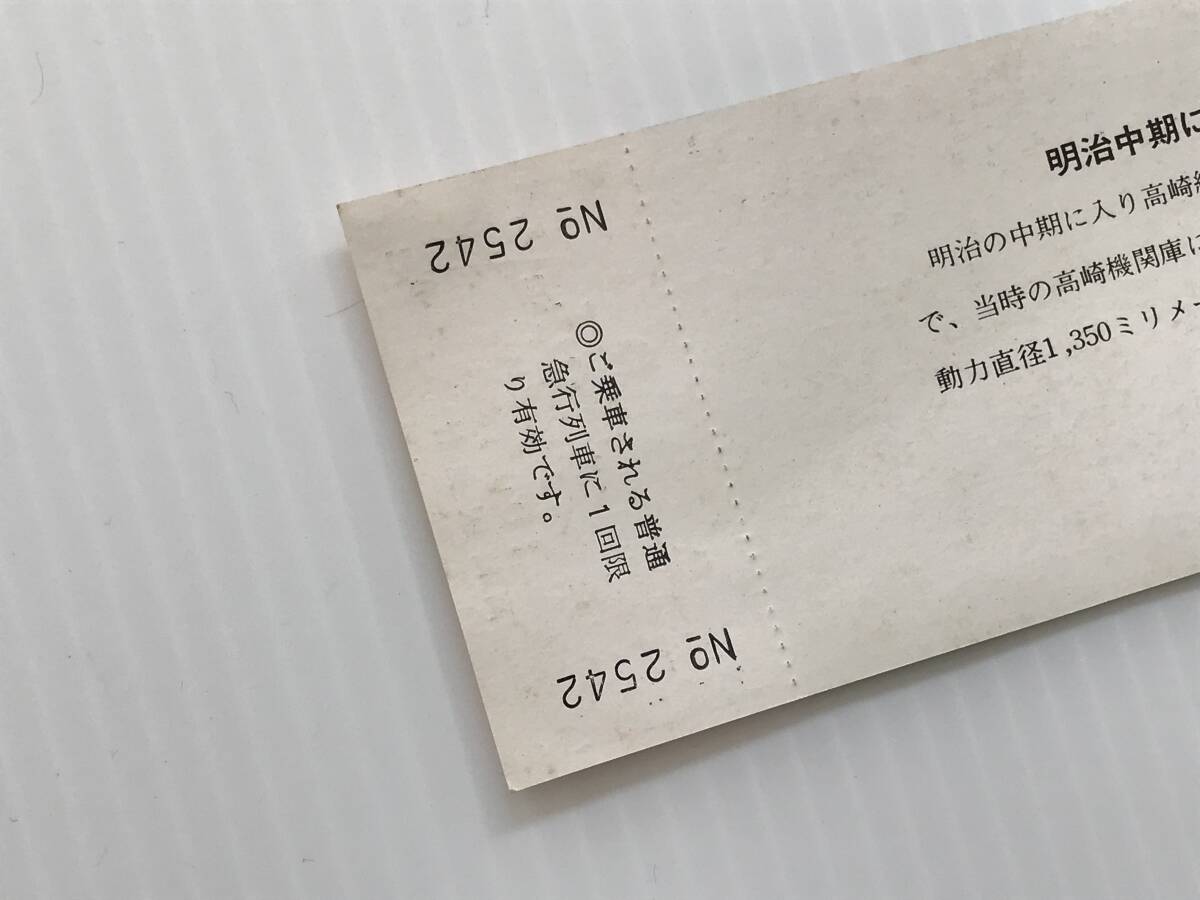 № 2542
◎ご乗車される普通
急行列車に1回限
り有効です。
№ 2542
明治中期に
明治の中期に入り高崎
で、当時の高崎機関庫に
動力直径1,350ミリメー